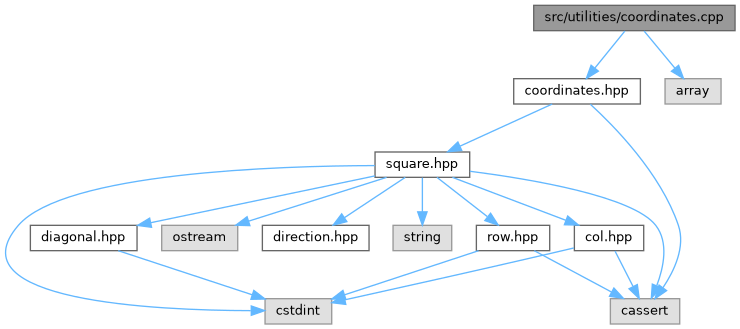 src/utilities/coordinates.cpp
coordinates.hpp
array
square.hpp
diagonal.hpp
ostream
direction.hpp
string
row.hpp
col.hpp
cstdint
cassert